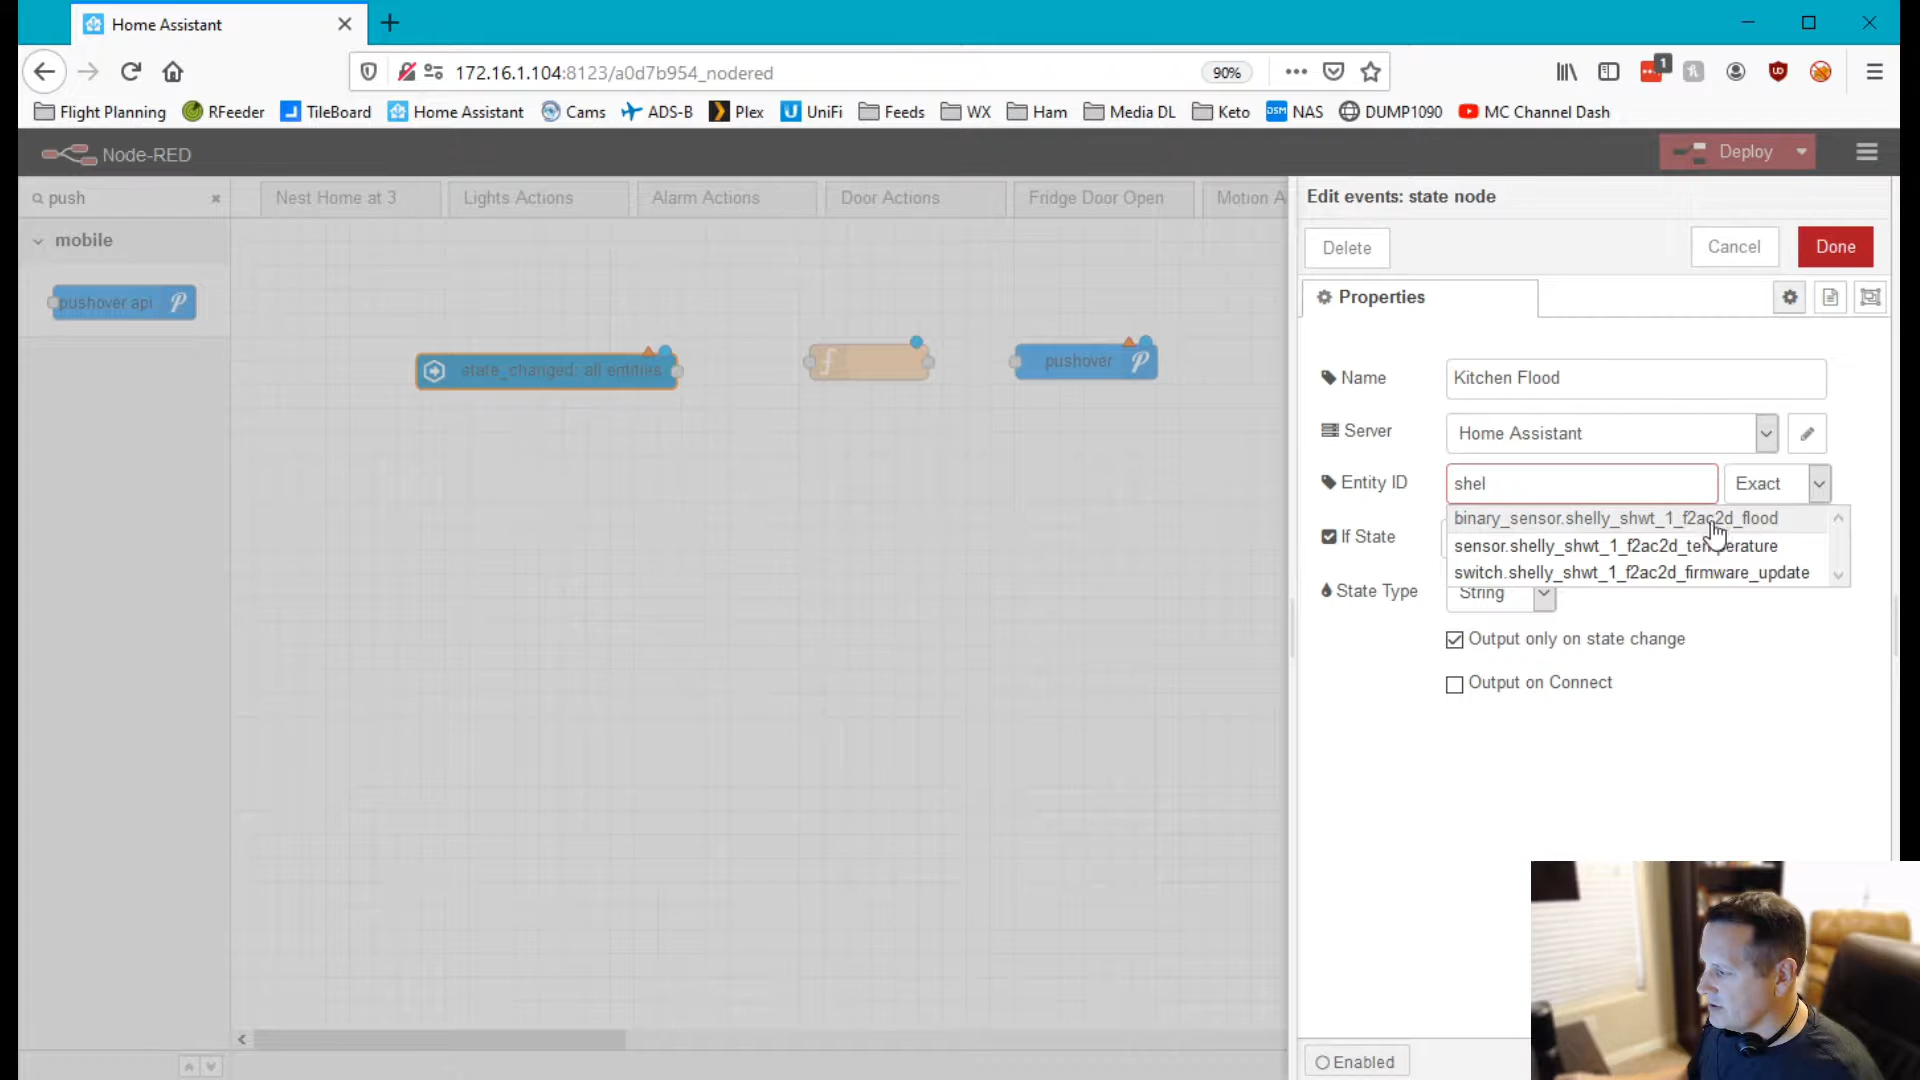 Home Assistant
172.16.1.104:8123/a0d7b954_nodered
90%
1
Flight Planning
RFeeder
TileBoard
Home Assistant
Cams
ADS-B
Plex
UniFi
Feeds
WX
Ham
Media DL
Keto
DSM NAS
DUMP1090
MC Channel Dash
Node-RED
Deploy
push
Nest Home at 3
Lights Actions
Alarm Actions
Door Actions
Fridge Door Open
Motion A
Edit events: state node
mobile
Delete
Cancel
Done
pushover api
Properties
state_changed: all entities
pushover
Name
Kitchen Flood
Server
Home Assistant
Entity ID
shel
Exact
binary_sensor.shelly_shwt_1_f2ac2d_flood
If State
sensor.shelly_shwt_1_f2ac2d_temperature
switch.shelly_shwt_1_f2ac2d_firmware_update
State Type
String
Output only on state change
Output on Connect
Enabled